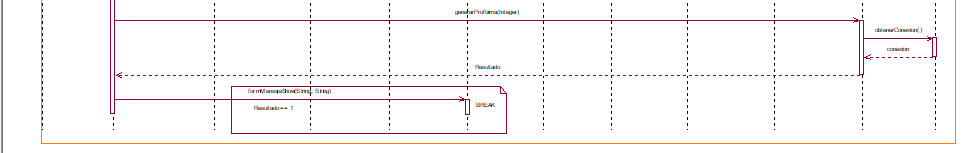 generarProforma(Integer)
obtenerConexion( )
conexion
Resultado
formMensajeShow(String, String)
Resultado == 1
BREAK